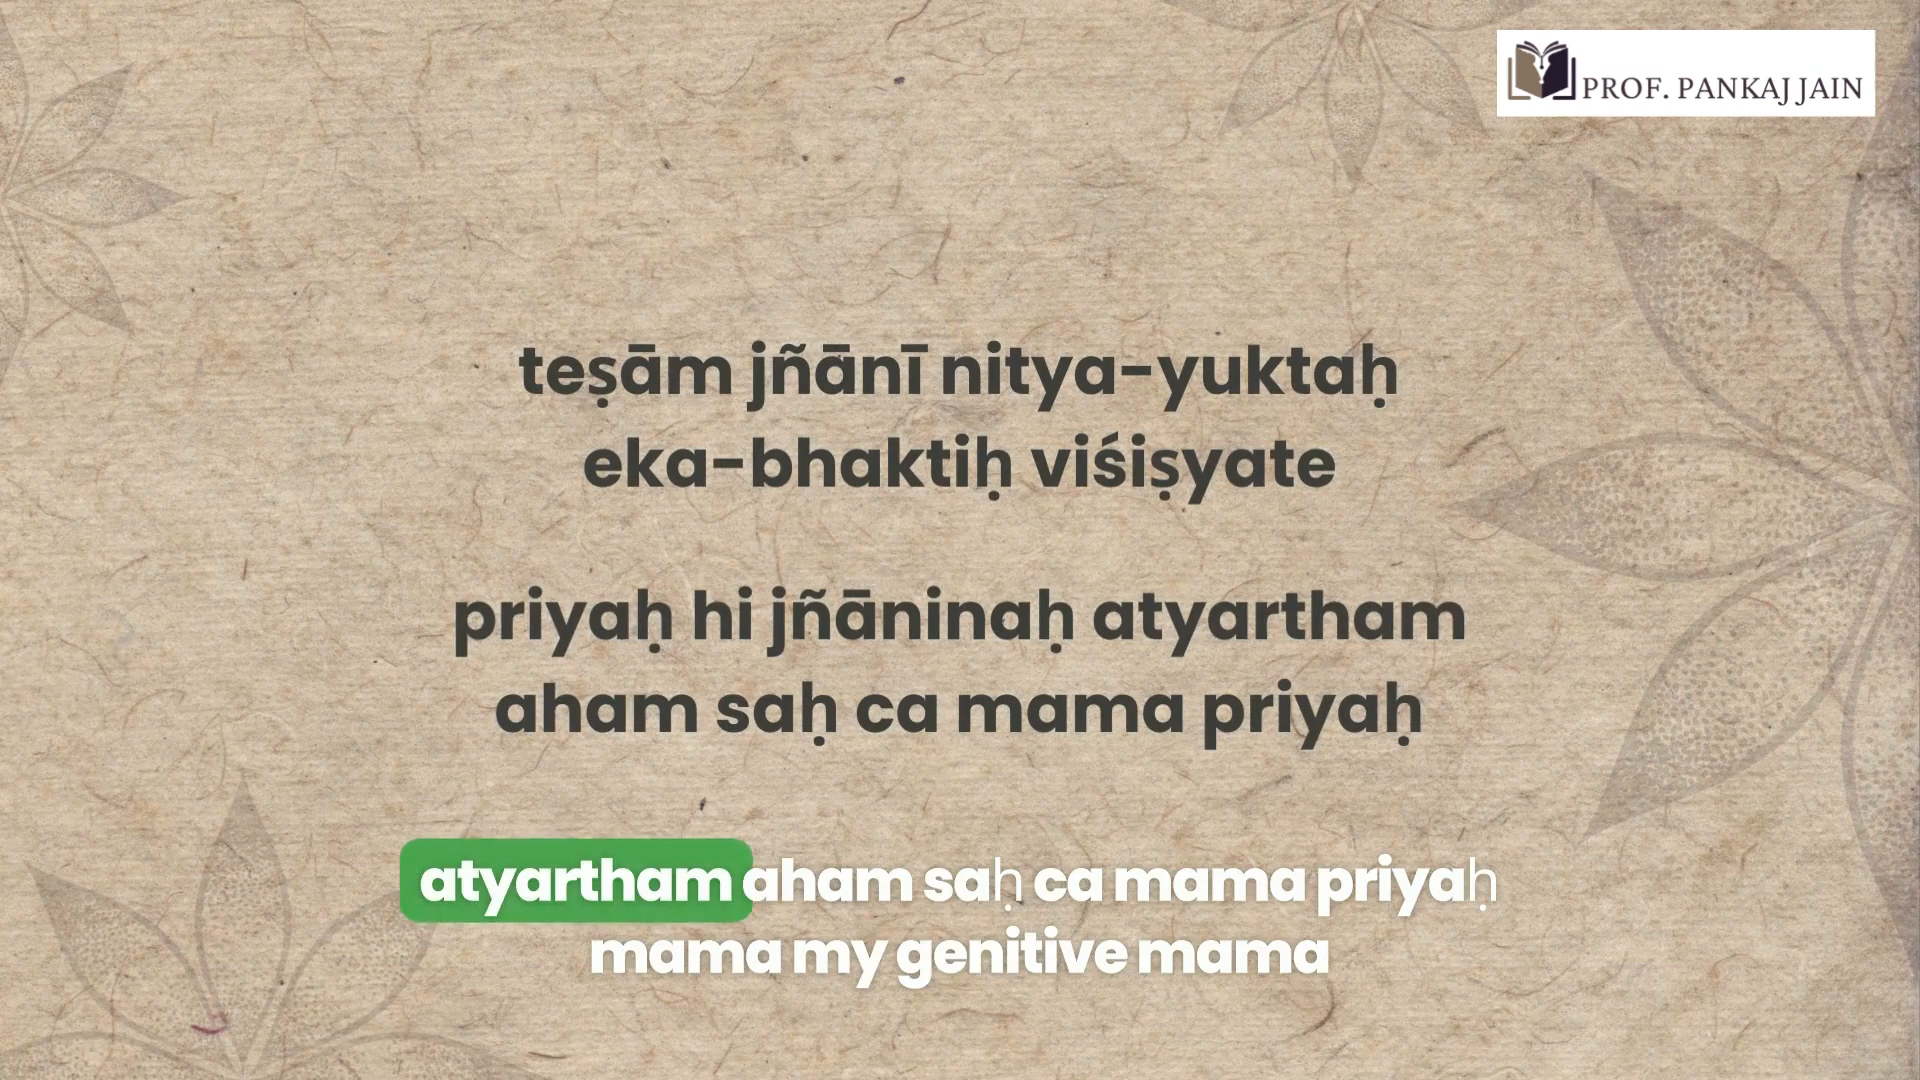 PROF. PANKAJ JAIN
teṣām jñānī nitya-yuktaḥ
eka-bhaktiḥ viśiṣyate
priyaḥ hi jñāninaḥ atyartham
aham saḥ ca mama priyaḥ
atyartham aham saḥ ca mama priyaḥ
mama my genitive mama